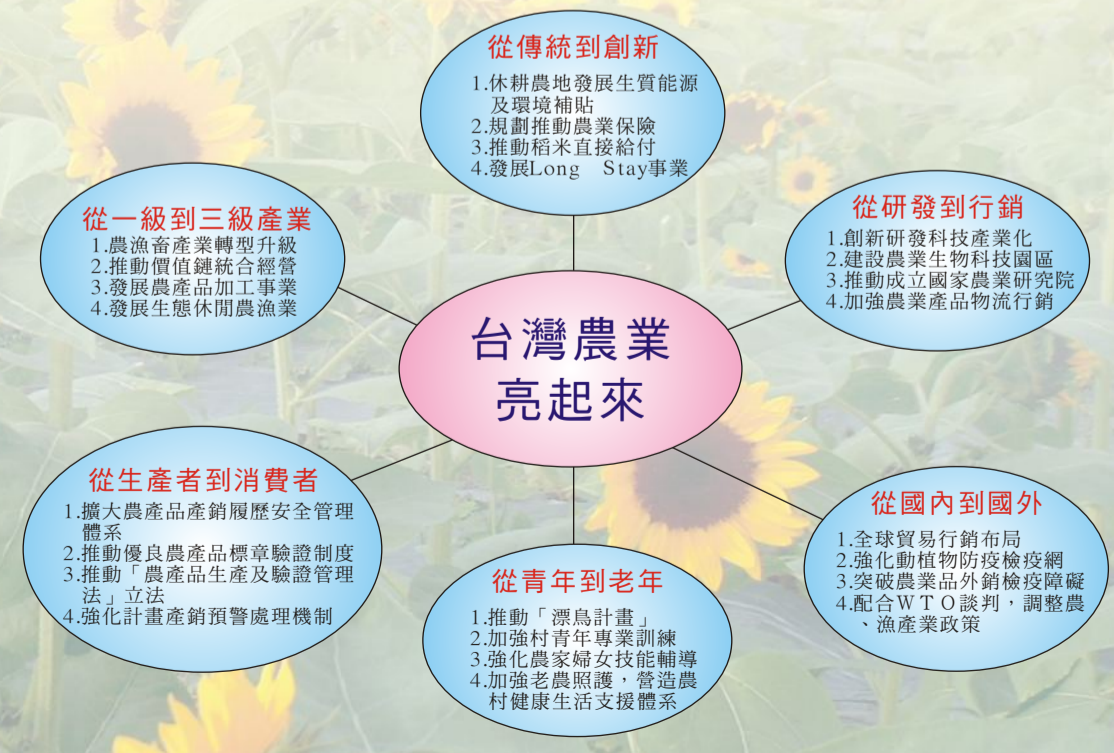 從傳統到創新
1.休耕農地發展生質能源
及環境補貼
2.規劃推動農業保險
3.推動稻米直接給付
4.發展Long Stay事業
從一級到三級產業
1.農漁畜產業轉型升級
2.推動價值鏈統合經營
3.發展農產品加工事業
4.發展生態休閒農漁業
從研發到行銷
1.創新研發科技產業化
2.建設農業生物科技園區
3.推動成立國家農業研究院
4.加強農業產品物流行銷
台灣農業
亮起來
從生產者到消費者
1.擴大農產品產銷履歷安全管理
體系
2.推動優良農產品標章驗證制度
3.推動「農產品生產及驗證管理
法」立法
4.強化計畫產銷預警處理機制
從青年到老年
1.推動「漂鳥計畫」
2.加強村青年專業訓練
3.強化農家婦女技能輔導
4.加強老農照護，營造農
村健康生活支援體系
從國內到國外
1.全球貿易行銷布局
2.強化動植物防疫檢疫網
3.突破農業品外銷檢疫障礙
4.配合ＷＴＯ談判，調整農
、漁產業政策